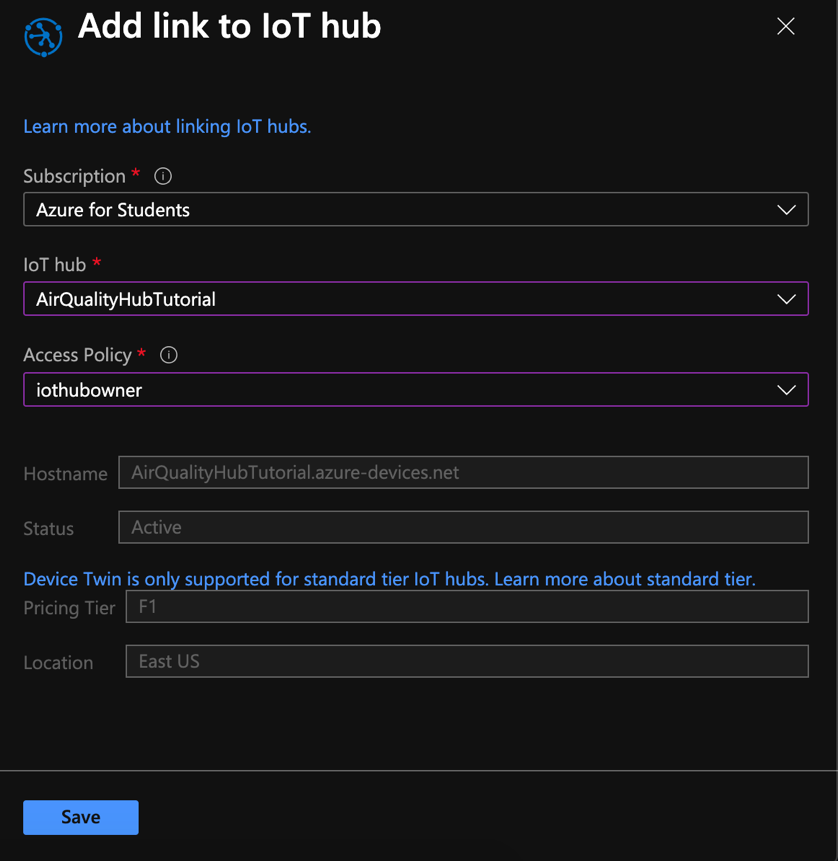 Add link to IoT hub
Learn more about linking IoT hubs.
Subscription *
Azure for Students
IoT hub *
AirQualityHubTutorial
Access Policy *
iothubowner
Hostname AirQualityHubTutorial.azure-devices.net
Status Active
Device Twin is only supported for standard tier IoT hubs. Learn more about standard tier.
Pricing Tier F1
Location East US
Save